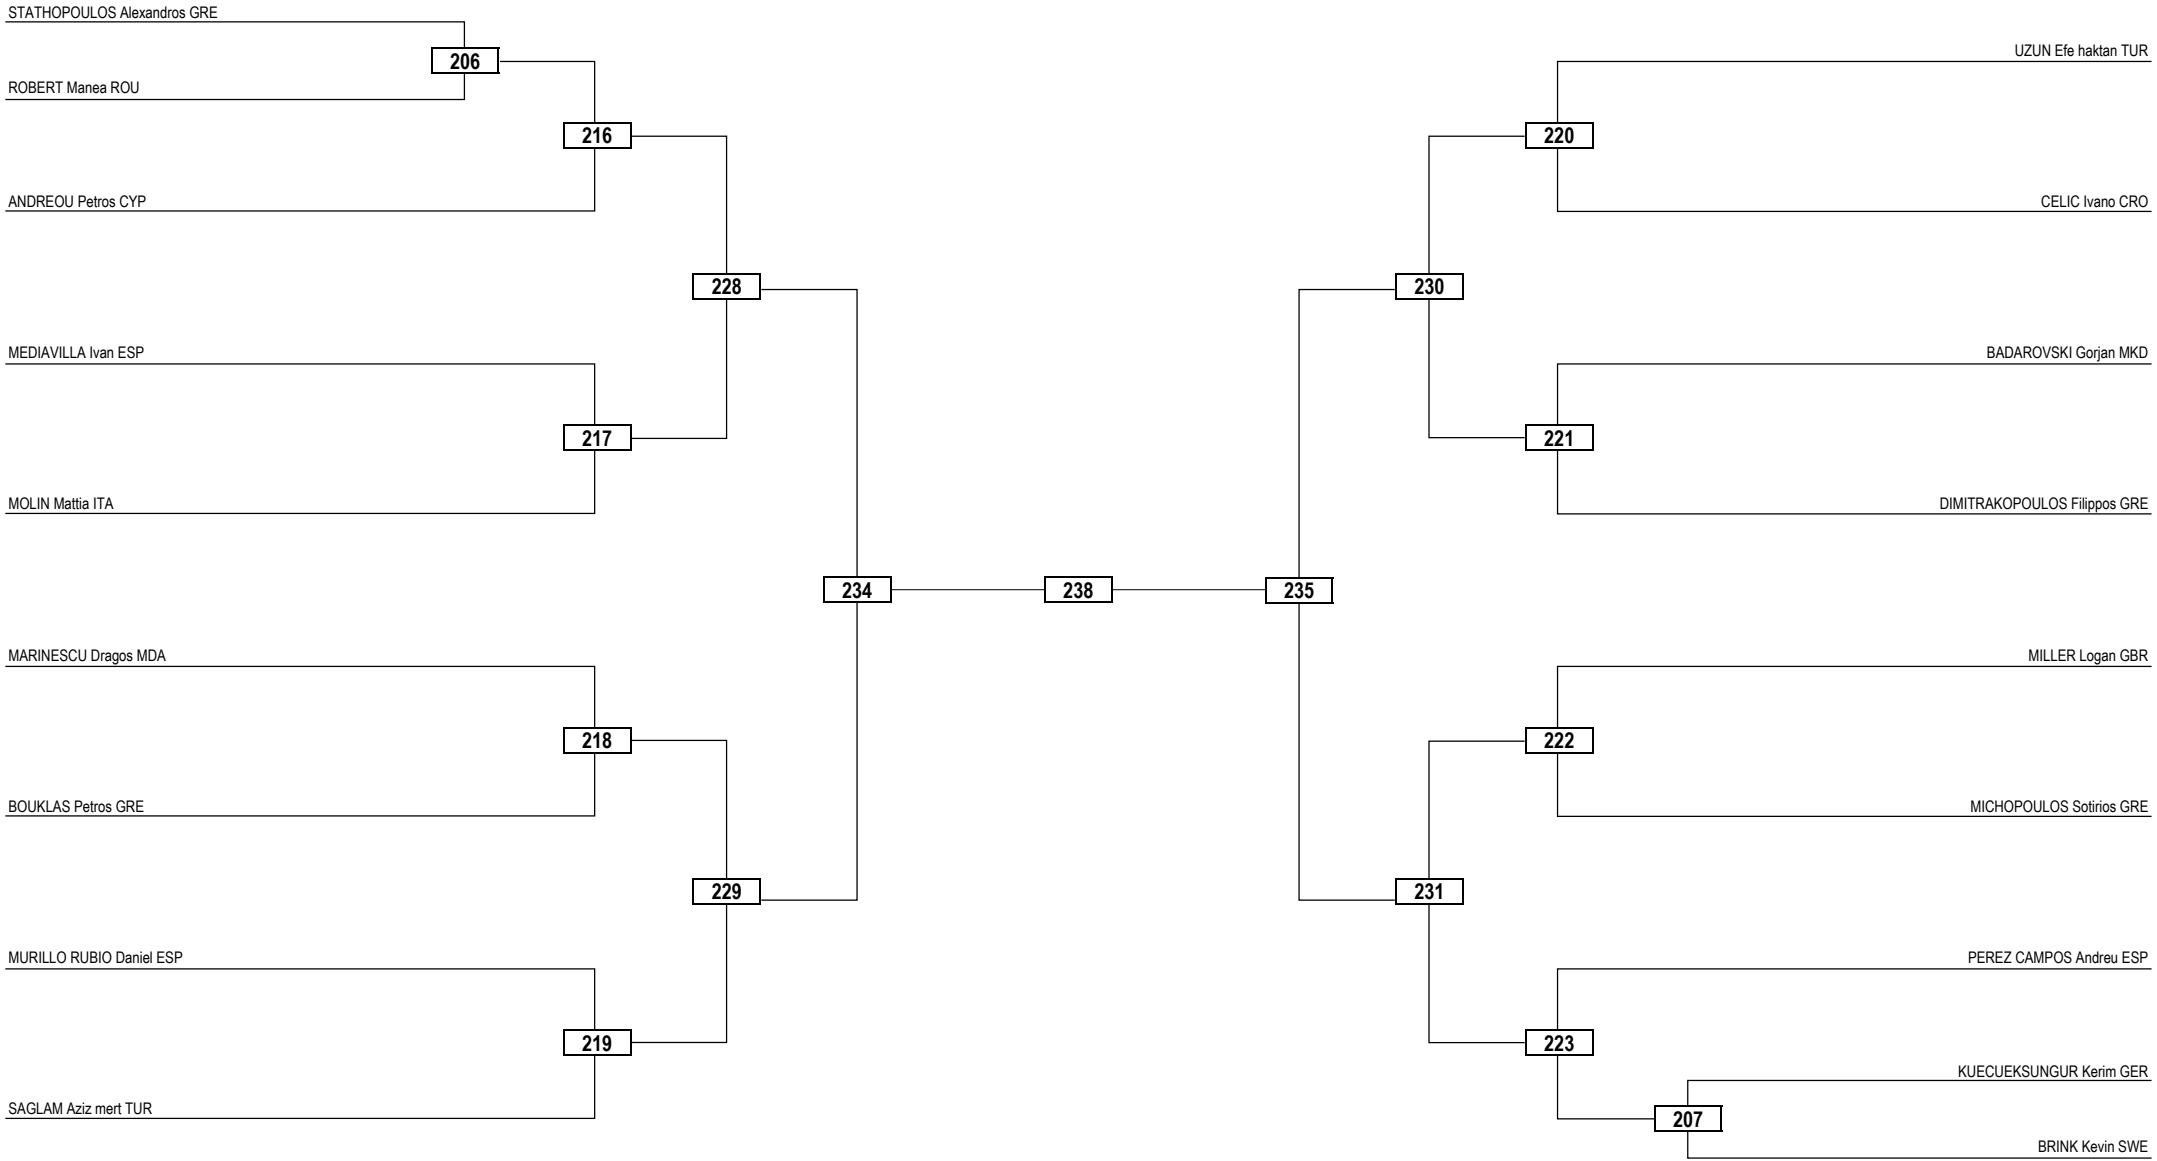 STATHOPOULOS Alexandros GRE
206
ROBERT Manea ROU
216
ANDREOU Petros CYP
228
MEDIAVILLA Ivan ESP
217
MOLIN Mattia ITA
234
MARINESCU Dragos MDA
218
BOUKLAS Petros GRE
229
MURILLO RUBIO Daniel ESP
219
SAGLAM Aziz mert TUR
238
UZUN Efe haktan TUR
220
CELIC Ivano CRO
230
BADAROVSKI Gorjan MKD
221
DIMITRAKOPOULOS Filippos GRE
235
MILLER Logan GBR
222
MICHOPOULOS Sotirios GRE
231
PEREZ CAMPOS Andreu ESP
223
KUECUEKSUNGUR Kerim GER
207
BRINK Kevin SWE